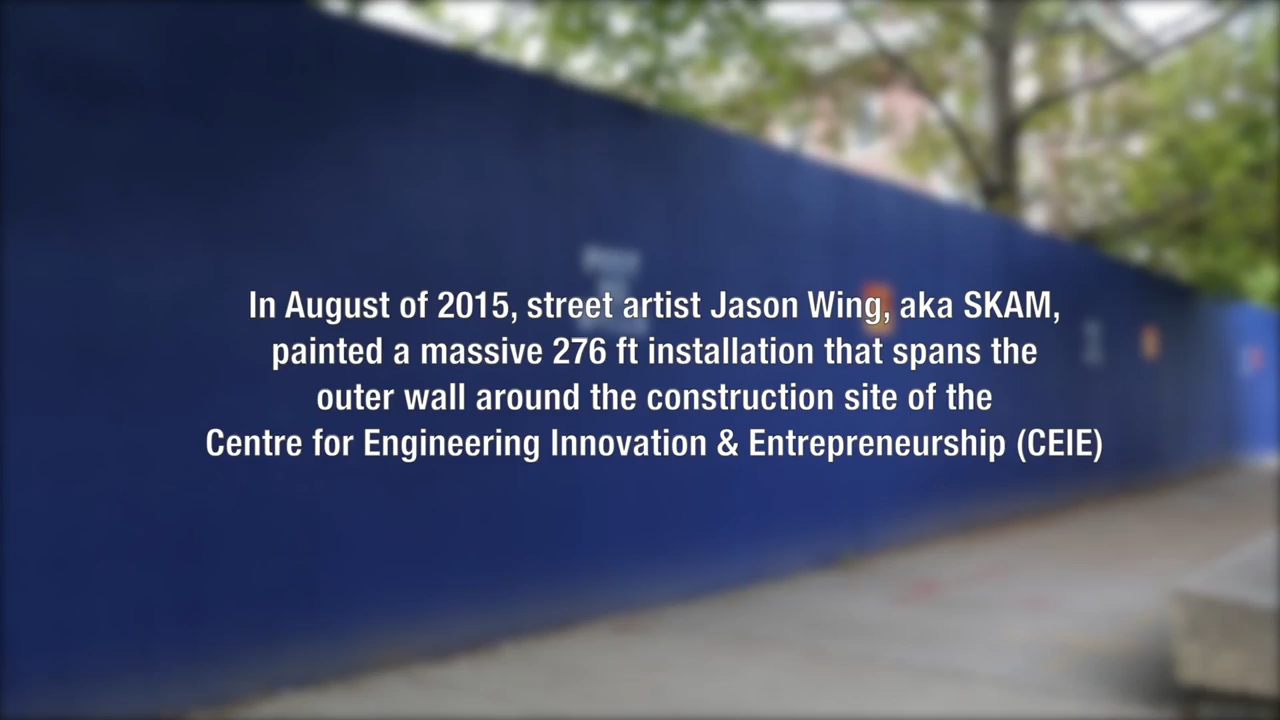 In August of 2015, street artist Jason Wing, aka SKAM,
painted a massive 276 ft installation that spans the
outer wall around the construction site of the
Centre for Engineering Innovation & Entrepreneurship (CEIE)